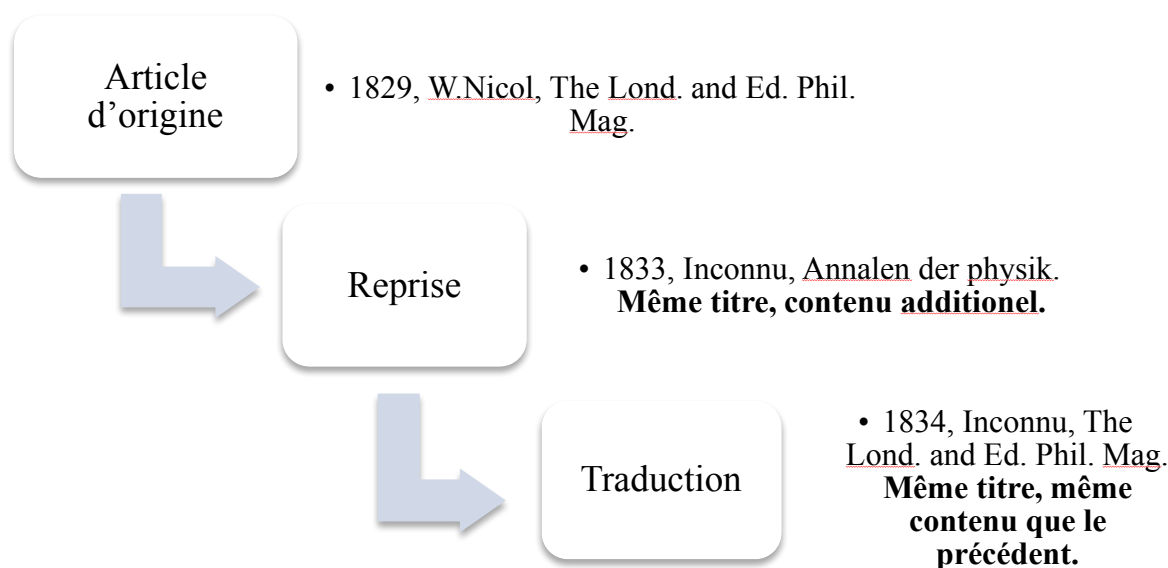 Article
d’origine
• 1829, W.Nicol, The Lond. and Ed. Phil.
Mag.
Reprise
• 1833, Inconnu, Annalen der physik.
Même titre, contenu additionel.
Traduction
• 1834, Inconnu, The
Lond. and Ed. Phil. Mag.
Même titre, même
contenu que le
précédent.